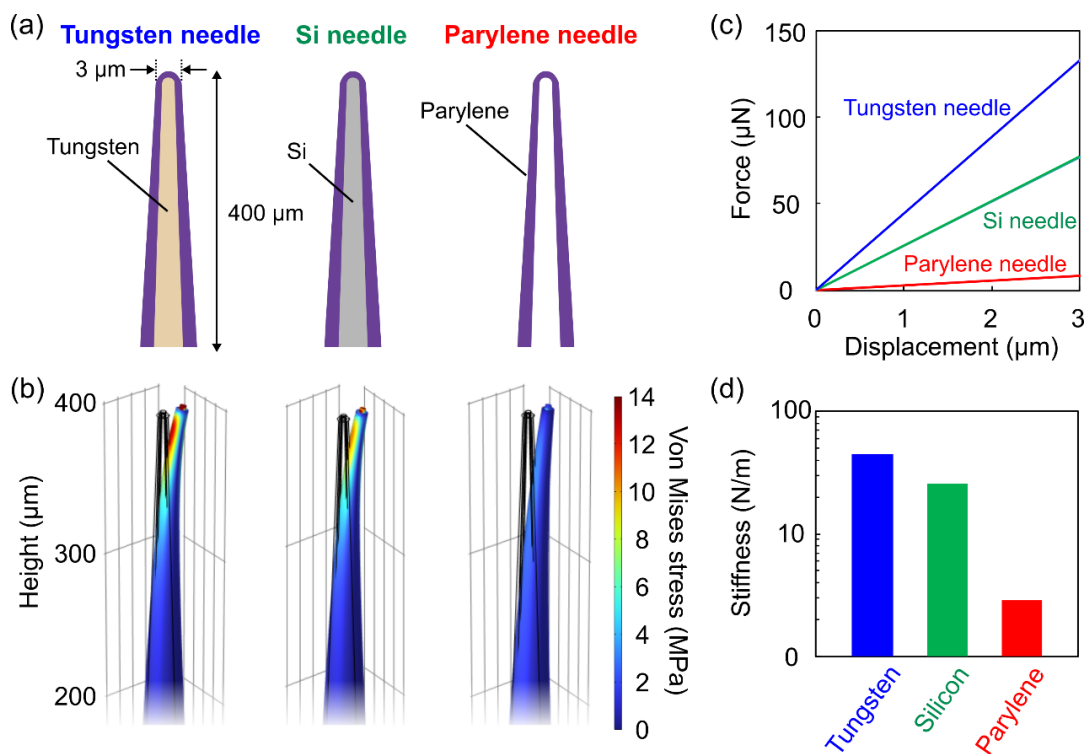 (a)
Tungsten needle
Si needle
Parylene needle
3 µm
Tungsten
Si
Parylene
400 µm
(b)
Height (µm)
400
300
200
14
12
10
8
6
4
2
0
Von Mises stress (MPa)
(c)
Force (µN)
150
100
50
0
Tungsten needle
Si needle
Parylene needle
0
1
2
3
Displacement (µm)
(d)
Stiffness (N/m)
100
10
0
Tungsten
Silicon
Parylene